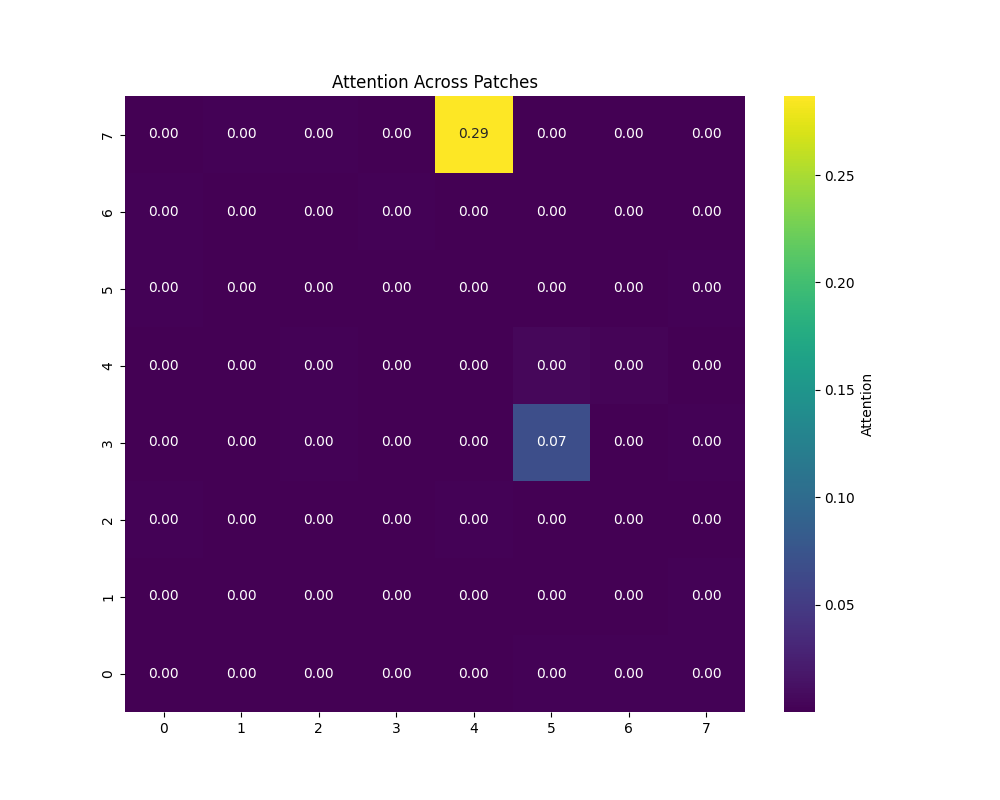 Attention Across Patches
7 0.00 0.00 0.00 0.00 0.29 0.00 0.00 0.00
6 0.00 0.00 0.00 0.00 0.00 0.00 0.00 0.00
5 0.00 0.00 0.00 0.00 0.00 0.00 0.00 0.00
4 0.00 0.00 0.00 0.00 0.00 0.00 0.00 0.00
3 0.00 0.00 0.00 0.00 0.00 0.07 0.00 0.00
2 0.00 0.00 0.00 0.00 0.00 0.00 0.00 0.00
1 0.00 0.00 0.00 0.00 0.00 0.00 0.00 0.00
0 0.00 0.00 0.00 0.00 0.00 0.00 0.00 0.00
0 1 2 3 4 5 6 7
0.25
0.20
0.15
0.10
0.05
Attention